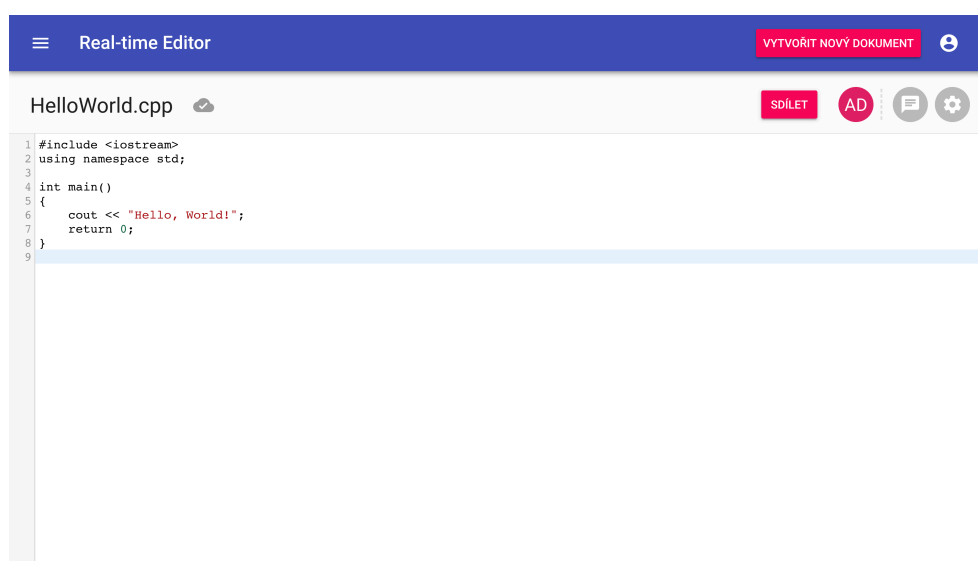 Real-time Editor VYTVOŘIT NOVÝ DOKUMENT
HelloWorld.cpp SDÍLET AD
1 #include <iostream>
2 using namespace std;
3
4 int main()
5 {
6     cout << "Hello, World!";
7     return 0;
8 }
9